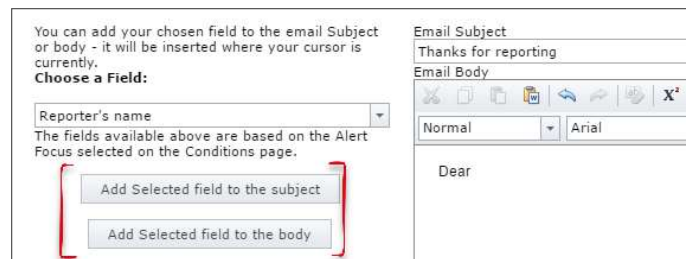 You can add your chosen field to the email Subject
or body - it will be inserted where your cursor is
currently.
Choose a Field:
Reporter's name
The fields available above are based on the Alert
Focus selected on the Conditions page.
Add Selected field to the subject
Add Selected field to the body
Email Subject
Thanks for reporting
Email Body
X²
Normal
Arial
Dear